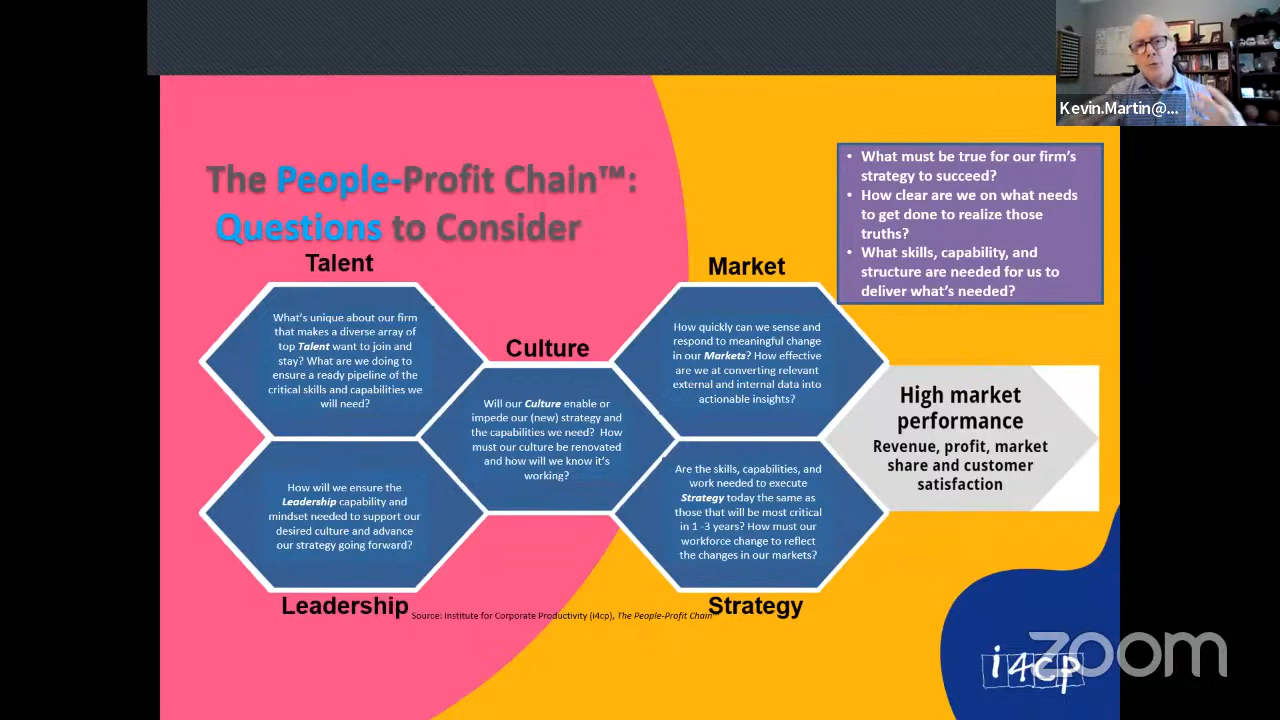 Kevin.Martin@...
The People-Profit Chain™:
Questions to Consider
• What must be true for our firm's
strategy to succeed?
• How clear are we on what needs
to get done to realize those
truths?
• What skills, capability, and
structure are needed for us to
deliver what's needed?
Talent
What's unique about our firm
that makes a diverse array of
top Talent want to join and
stay? What are we doing to
ensure a ready pipeline of the
critical skills and capabilities we
will need?
Leadership
How will we ensure the
Leadership capability and
mindset needed to support our
desired culture and advance
our strategy going forward?
Culture
Will our Culture enable or
impede our (new) strategy and
the capabilities we need? How
must our culture be renovated
and how will we know it's
working?
Market
How quickly can we sense and
respond to meaningful change
in our Markets? How effective
are we at converting relevant
external and internal data into
actionable insights?
Are the skills, capabilities, and
work needed to execute
Strategy today the same as
those that will be most critical
in 1 -3 years? How must our
workforce change to reflect
the changes in our markets?
Strategy
High market
performance
Revenue, profit, market
share and customer
satisfaction
Source: Institute for Corporate Productivity (i4cp), The People-Profit Chain™
i4cp
zoom